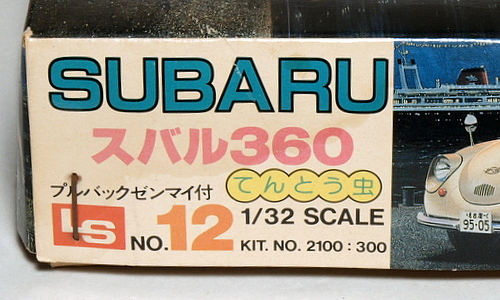 SUBARU
スバル360
プルバックゼンマイ付 てんとう虫
LS NO.12 1/32 SCALE
KIT. NO. 2100:300
95-05